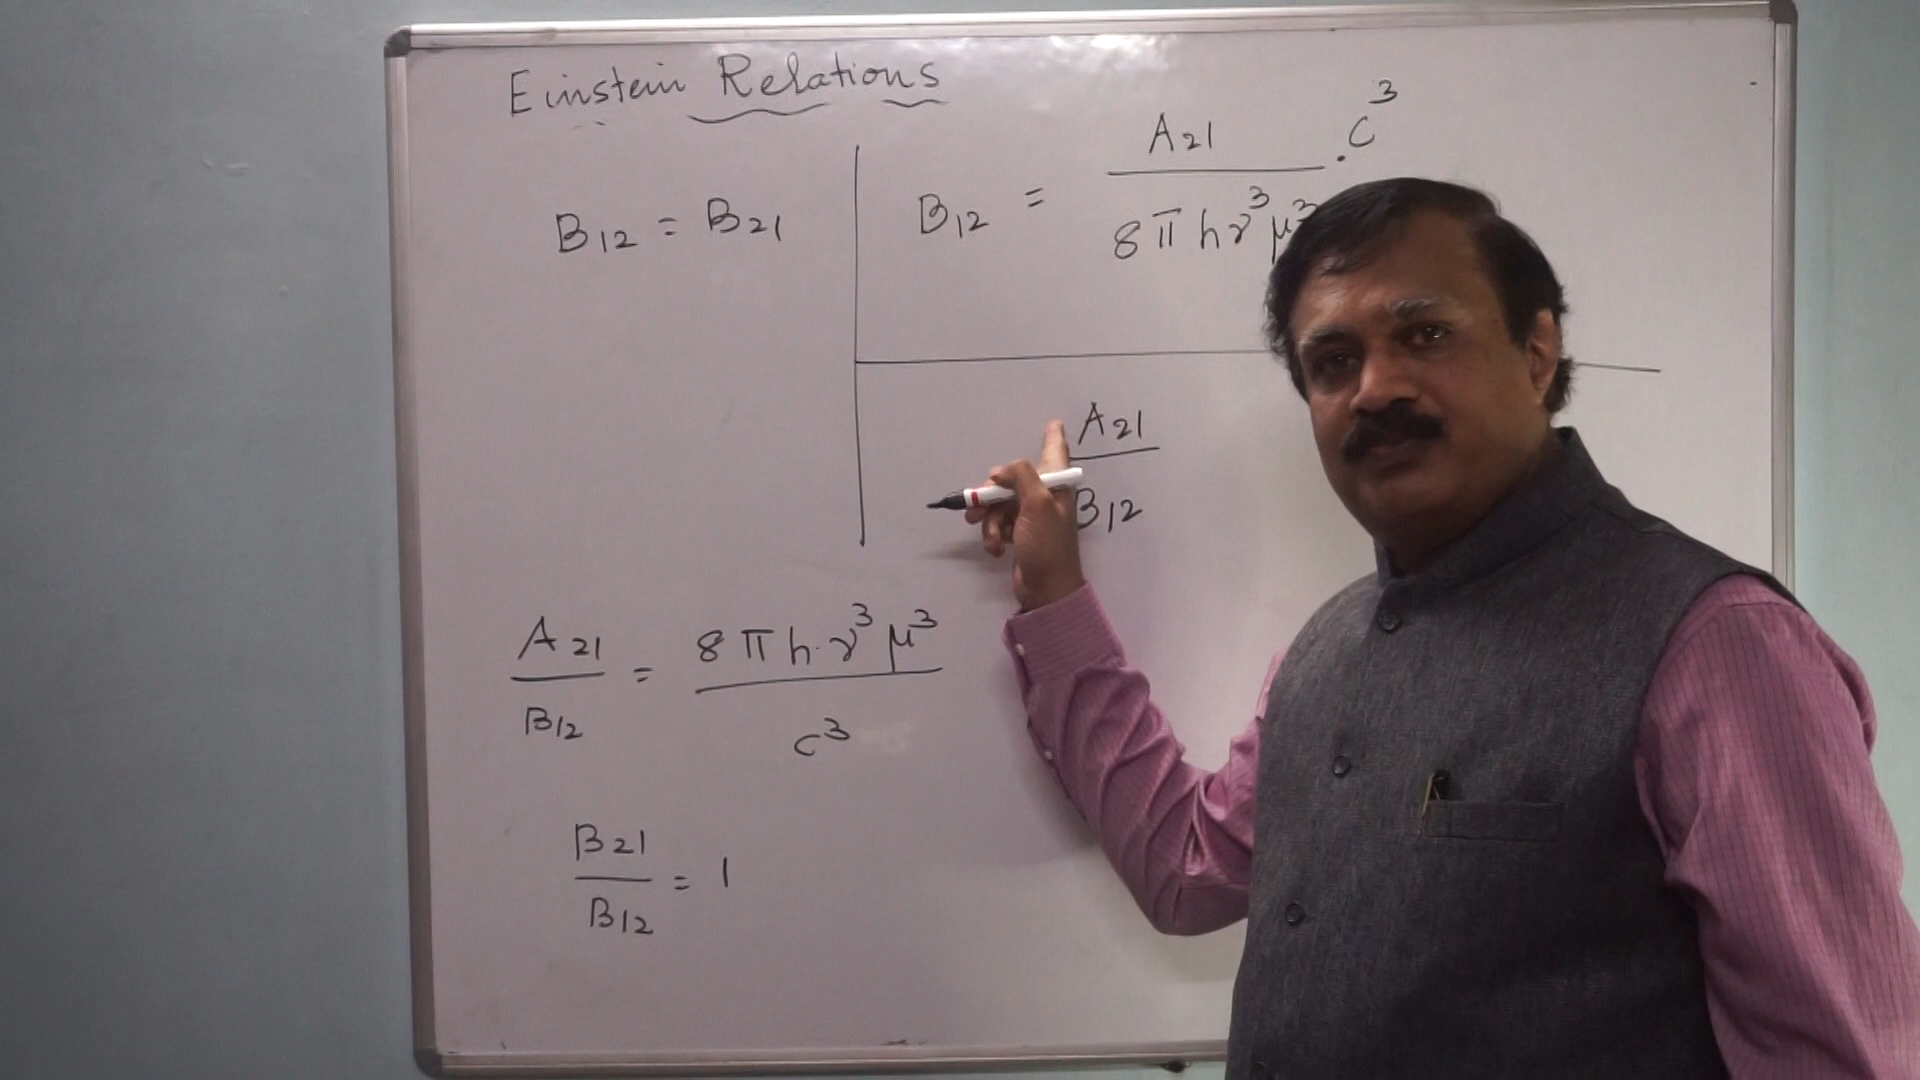 Einstein Relations
B12 = B21
B12 = A21 / 8πhν³μ³ . c³
A21 / B12
A21 / B12 = 8πh.ν³μ³ / c³
B21 / B12 = 1